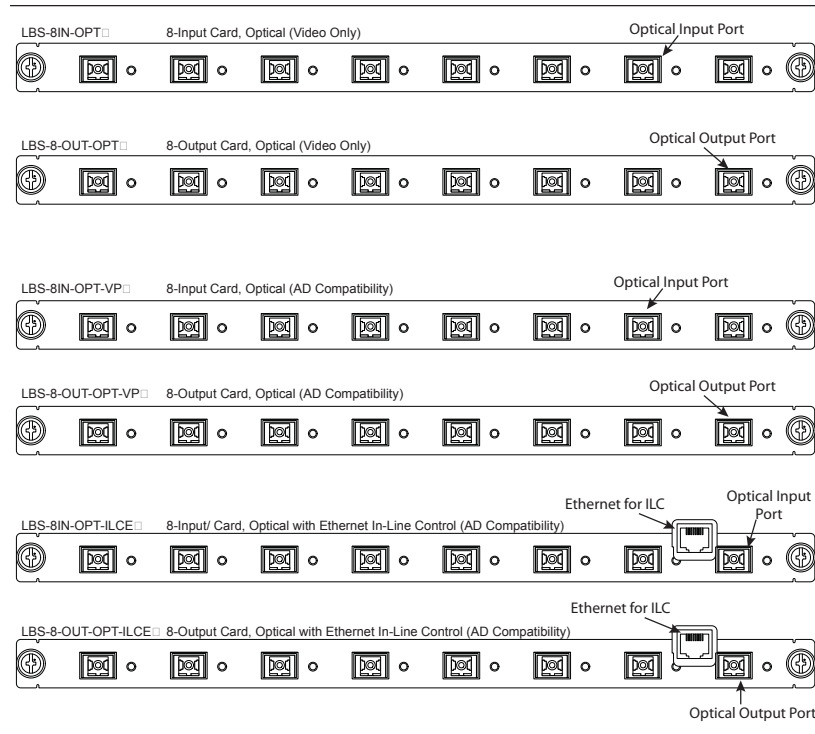 LBS-8IN-OPT□ 8-Input Card, Optical (Video Only)
Optical Input Port
LBS-8-OUT-OPT□ 8-Output Card, Optical (Video Only)
Optical Output Port
LBS-8IN-OPT-VP□ 8-Input Card, Optical (AD Compatibility)
Optical Input Port
LBS-8-OUT-OPT-VP□ 8-Output Card, Optical (AD Compatibility)
Optical Output Port
Ethernet for ILC
Optical Input
Port
LBS-8IN-OPT-ILCE□ 8-Input/ Card, Optical with Ethernet In-Line Control (AD Compatibility)
Ethernet for ILC
LBS-8-OUT-OPT-ILCE□ 8-Output Card, Optical with Ethernet In-Line Control (AD Compatibility)
Optical Output Port